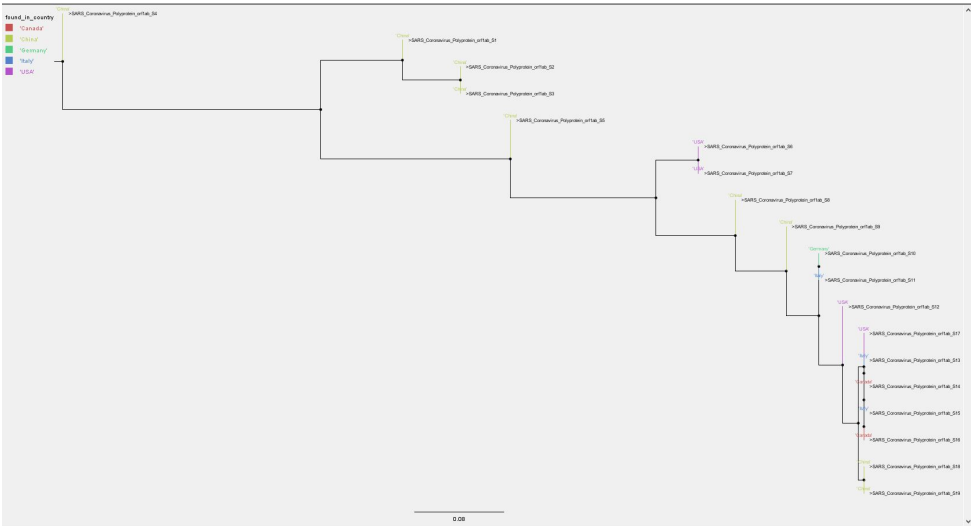 found_in_country
'Canada'
'China'
'Germany'
'Italy'
'USA'
'China'
>SARS_Coronavirus_Polyprotein_orf1ab_S4
'China'
>SARS_Coronavirus_Polyprotein_orf1ab_S1
'China'
>SARS_Coronavirus_Polyprotein_orf1ab_S2
'China'
>SARS_Coronavirus_Polyprotein_orf1ab_S3
'China'
>SARS_Coronavirus_Polyprotein_orf1ab_S5
'USA'
>SARS_Coronavirus_Polyprotein_orf1ab_S6
'USA'
>SARS_Coronavirus_Polyprotein_orf1ab_S7
'China'
>SARS_Coronavirus_Polyprotein_orf1ab_S8
'China'
>SARS_Coronavirus_Polyprotein_orf1ab_S9
'Germany'
>SARS_Coronavirus_Polyprotein_orf1ab_S10
'Italy'
>SARS_Coronavirus_Polyprotein_orf1ab_S11
'USA'
>SARS_Coronavirus_Polyprotein_orf1ab_S12
'USA'
>SARS_Coronavirus_Polyprotein_orf1ab_S17
'Italy'
>SARS_Coronavirus_Polyprotein_orf1ab_S13
'Canada'
>SARS_Coronavirus_Polyprotein_orf1ab_S14
'Italy'
>SARS_Coronavirus_Polyprotein_orf1ab_S15
'Canada'
>SARS_Coronavirus_Polyprotein_orf1ab_S16
'China'
>SARS_Coronavirus_Polyprotein_orf1ab_S18
'China'
>SARS_Coronavirus_Polyprotein_orf1ab_S19
0.08